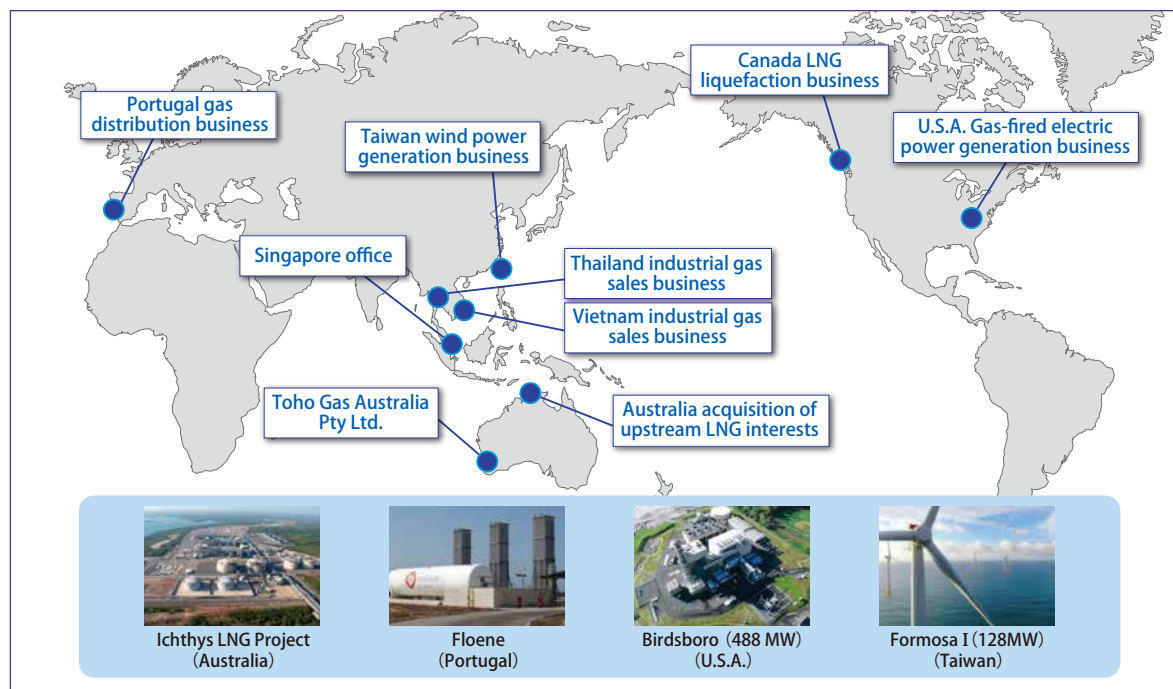 Canada LNG
liquefaction business
Portugal gas
distribution business
U.S.A. Gas-fired electric
power generation business
Taiwan wind power
generation business
Singapore office
Thailand industrial gas
sales business
Vietnam industrial gas
sales business
Toho Gas Australia
Pty Ltd.
Australia acquisition of
upstream LNG interests
Ichthys LNG Project
(Australia)
Floene
(Portugal)
Birdsboro (488 MW)
(U.S.A.)
Formosa I (128MW)
(Taiwan)